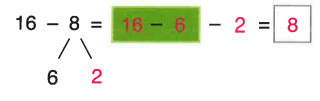 16 − 8 = 16 − 6 − 2 = 8
6 2